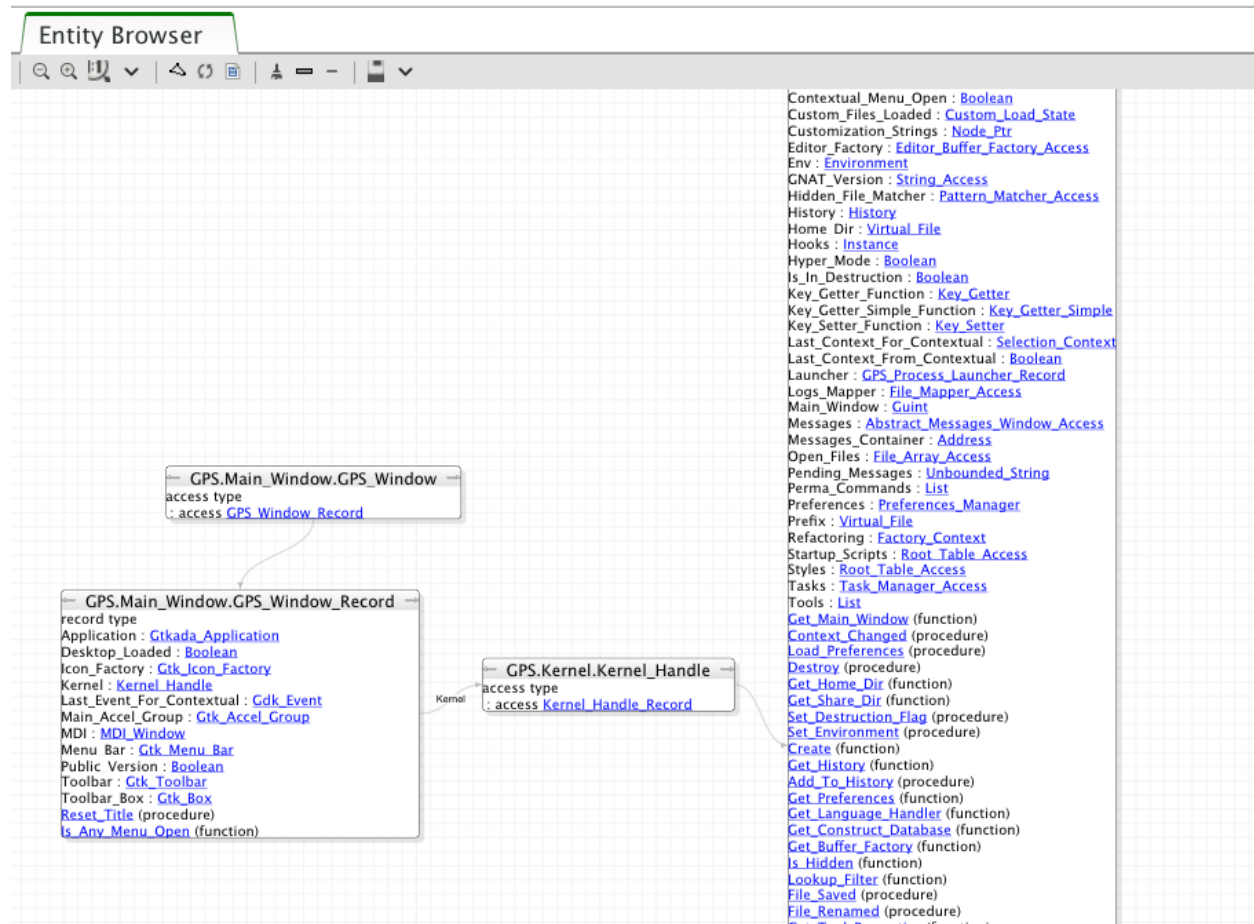 Entity Browser
GPS.Main_Window.GPS_Window
access type
: access GPS_Window_Record
GPS.Main_Window.GPS_Window_Record
record type
Application : Gtkada_Application
Desktop_Loaded : Boolean
Icon_Factory : Gtk_Icon_Factory
Kernel : Kernel_Handle
Last_Event_For_Contextual : Gdk_Event
Main_Accel_Group : Gtk_Accel_Group
MDI : MDI_Window
Menu_Bar : Gtk_Menu_Bar
Public_Version : Boolean
Toolbar : Gtk_Toolbar
Toolbar_Box : Gtk_Box
Reset_Title (procedure)
Is_Any_Menu_Open (function)
Kernel
GPS.Kernel.Kernel_Handle
access type
: access Kernel_Handle_Record
Contextual_Menu_Open : Boolean
Custom_Files_Loaded : Custom_Load_State
Customization_Strings : Node_Ptr
Editor_Factory : Editor_Buffer_Factory_Access
Env : Environment
GNAT_Version : String_Access
Hidden_File_Matcher : Pattern_Matcher_Access
History : History
Home_Dir : Virtual_File
Hooks : Instance
Hyper_Mode : Boolean
Is_In_Destruction : Boolean
Key_Getter_Function : Key_Getter
Key_Getter_Simple_Function : Key_Getter_Simple
Key_Setter_Function : Key_Setter
Last_Context_For_Contextual : Selection_Context
Last_Context_From_Contextual : Boolean
Launcher : GPS_Process_Launcher_Record
Logs_Mapper : File_Mapper_Access
Main_Window : Guint
Messages : Abstract_Messages_Window_Access
Messages_Container : Address
Open_Files : File_Array_Access
Pending_Messages : Unbounded_String
Perma_Commands : List
Preferences : Preferences_Manager
Prefix : Virtual_File
Refactoring : Factory_Context
Startup_Scripts : Root_Table_Access
Styles : Root_Table_Access
Tasks : Task_Manager_Access
Tools : List
Get_Main_Window (function)
Context_Changed (procedure)
Load_Preferences (procedure)
Destroy (procedure)
Get_Home_Dir (function)
Get_Share_Dir (function)
Set_Destruction_Flag (procedure)
Set_Environment (procedure)
Create (function)
Get_History (function)
Add_To_History (procedure)
Get_Preferences (function)
Get_Language_Handler (function)
Get_Construct_Database (function)
Get_Buffer_Factory (function)
Is_Hidden (function)
Lookup_Filter (function)
File_Saved (procedure)
File_Renamed (procedure)